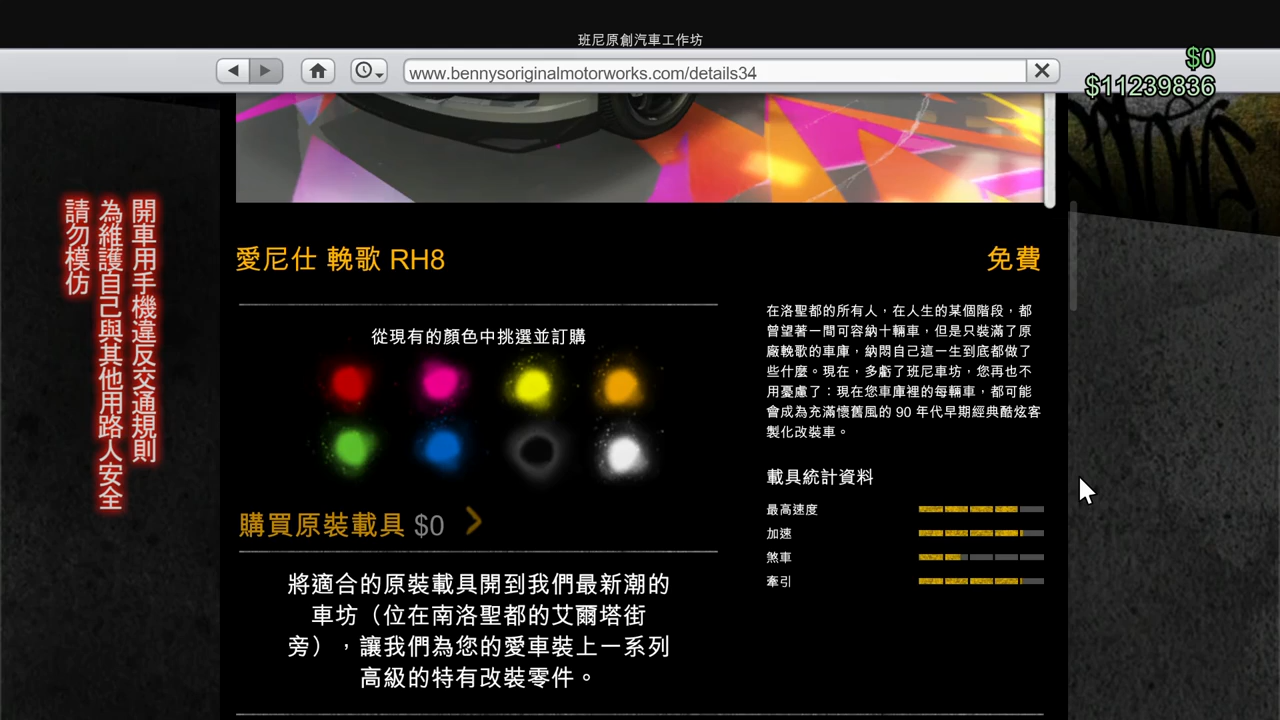 班尼原創汽車工作坊
www.bennysoriginalmotorworks.com/details34
$0
$11239836
開車用手機違反交通規則
為維護自己與其他用路人安全
請勿模仿
愛尼仕 輓歌 RH8
免費
從現有的顏色中挑選並訂購
購買原裝載具 $0
將適合的原裝載具開到我們最新潮的
車坊（位在南洛聖都的艾爾塔街
旁），讓我們為您的愛車裝上一系列
高級的特有改裝零件。
在洛聖都的所有人，在人生的某個階段，都
曾望著一間可容納十輛車，但是只裝滿了原
廠輓歌的車庫，納悶自己這一生到底都做了
些什麼。現在，多虧了班尼車坊，您再也不
用憂慮了：現在您車庫裡的每輛車，都可能
會成為充滿懷舊風的 90 年代早期經典酷炫客
製化改裝車。
載具統計資料
最高速度
加速
煞車
牽引